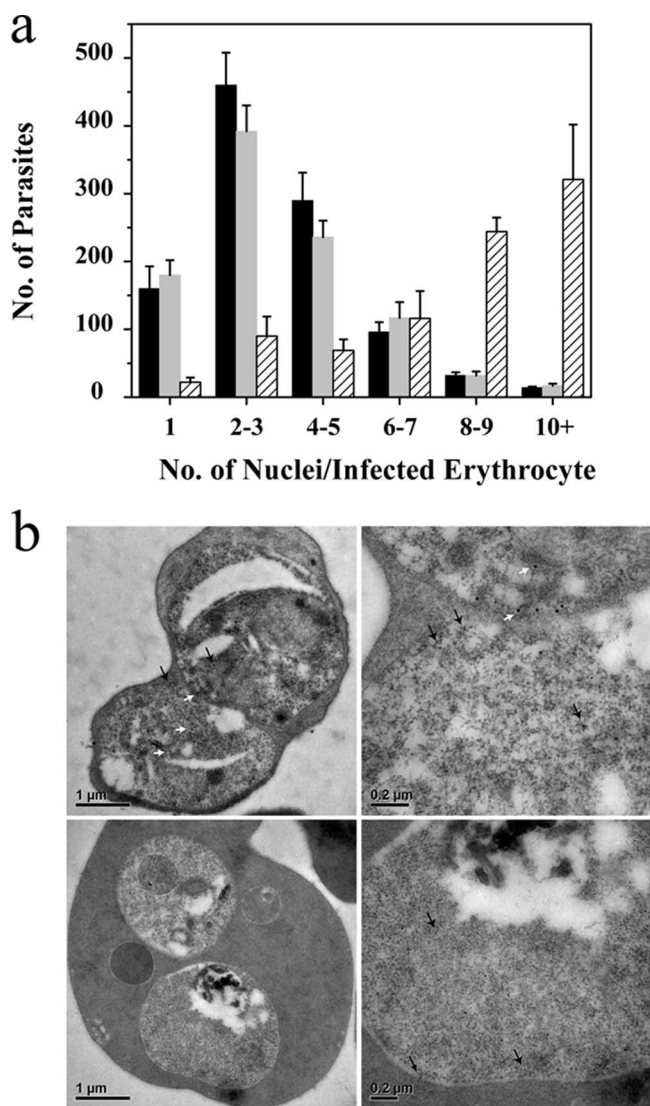 a
500
400
300
200
100
0
No. of Parasites
1 2-3 4-5 6-7 8-9 10+
No. of Nuclei/Infected Erythrocyte
b
1 µm
0.2 µm
1 µm
0.2 µm